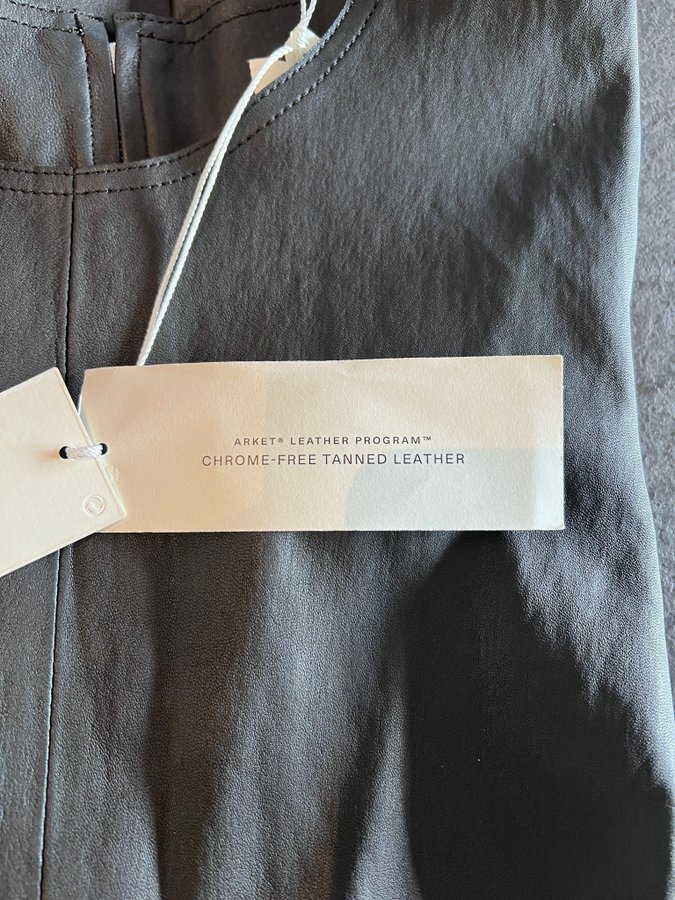 ARKET® LEATHER PROGRAM™
CHROME-FREE TANNED LEATHER